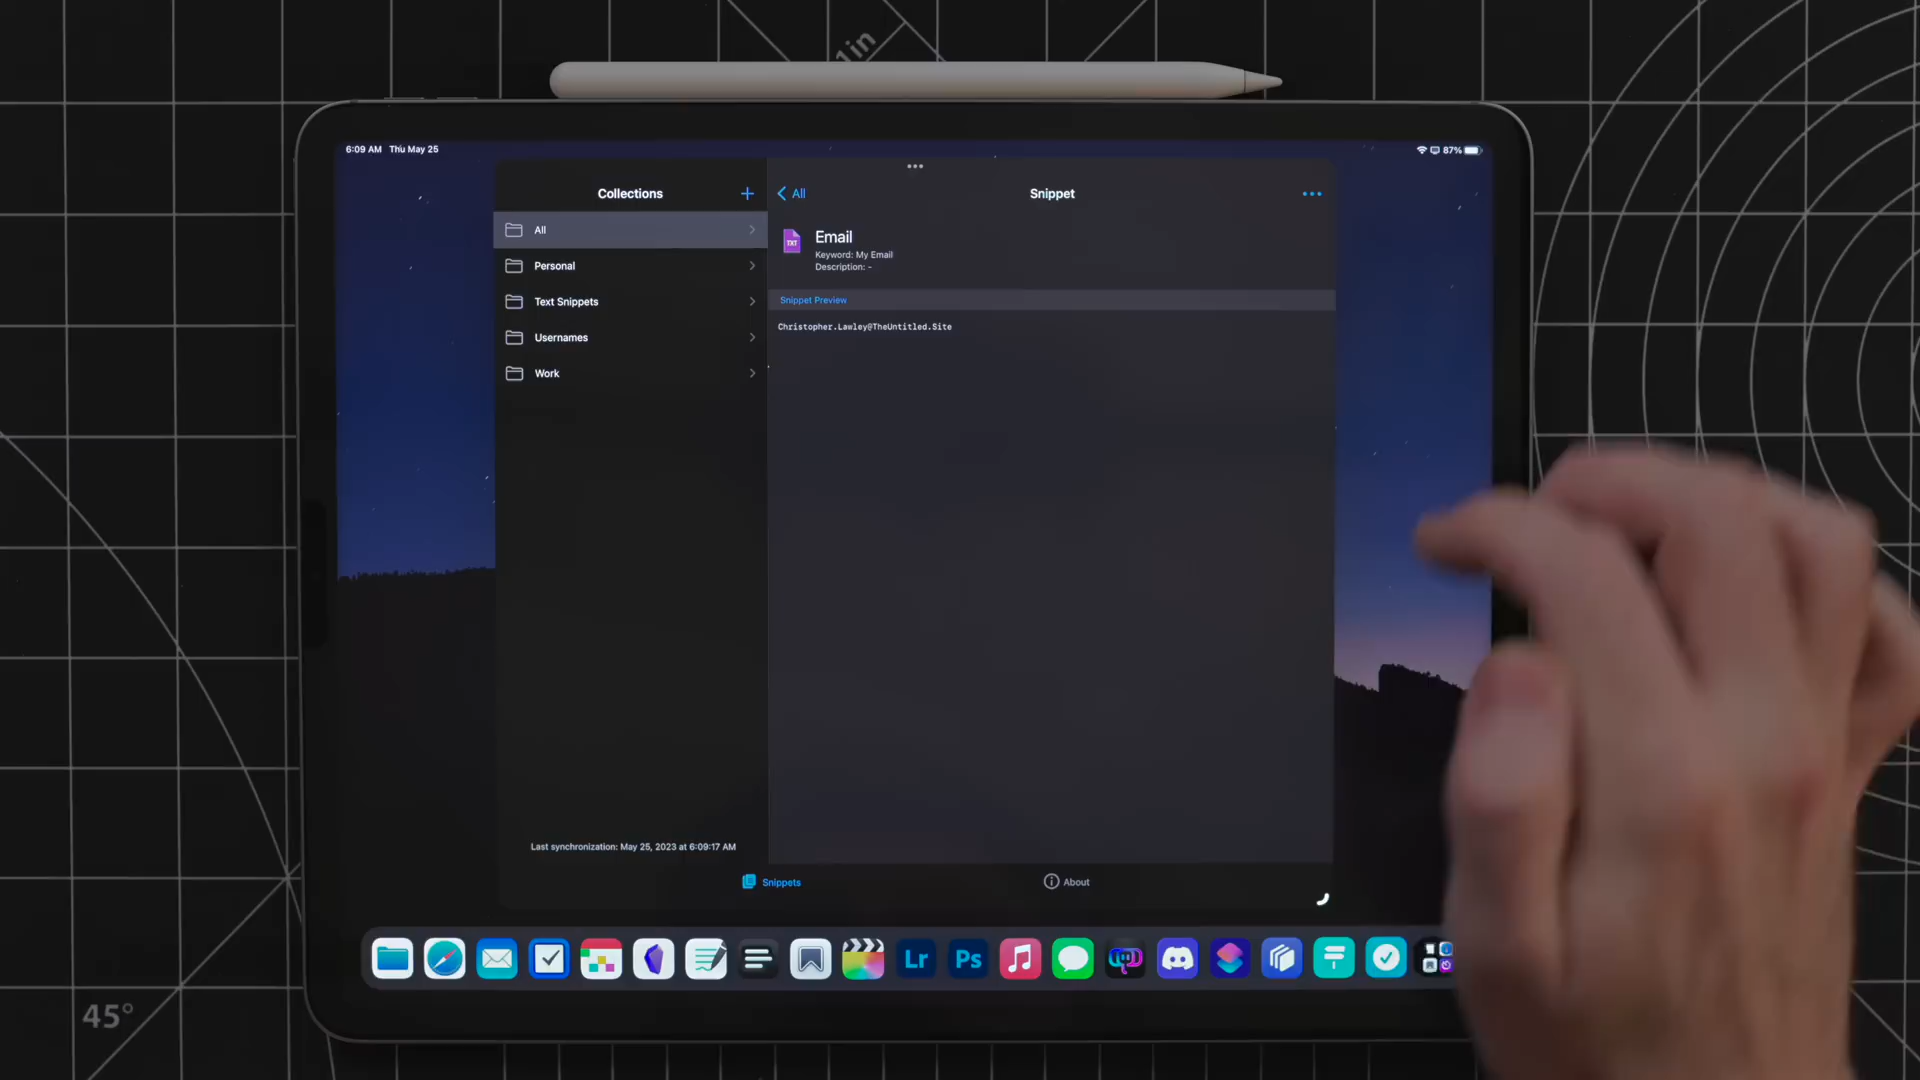 1in
6:09 AM Thu May 25
87%
Collections
All
Snippet
All
Personal
Text Snippets
Usernames
Work
TXT
Email
Keyword: My Email
Description: -
Snippet Preview
Christopher.Lawley@TheUntitled.Site
Last synchronization: May 25, 2023 at 6:09:17 AM
Snippets
About
Lr
Ps
45°